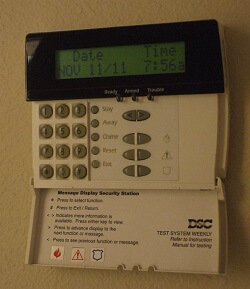 Date Time
NOV 11/11 7:56a
Ready Armed Trouble
Stay
Away
Chime
Reset
Exit
Message Display Security Station
* Press to select function.
# Press to Exit / Return.
< > Indicates more information is
available. Press either key to view.
> Press to advance display to the
next function or message.
< Press to see previous function or message.
DSC
TEST SYSTEM WEEKLY
Refer to Instruction
Manual for testing